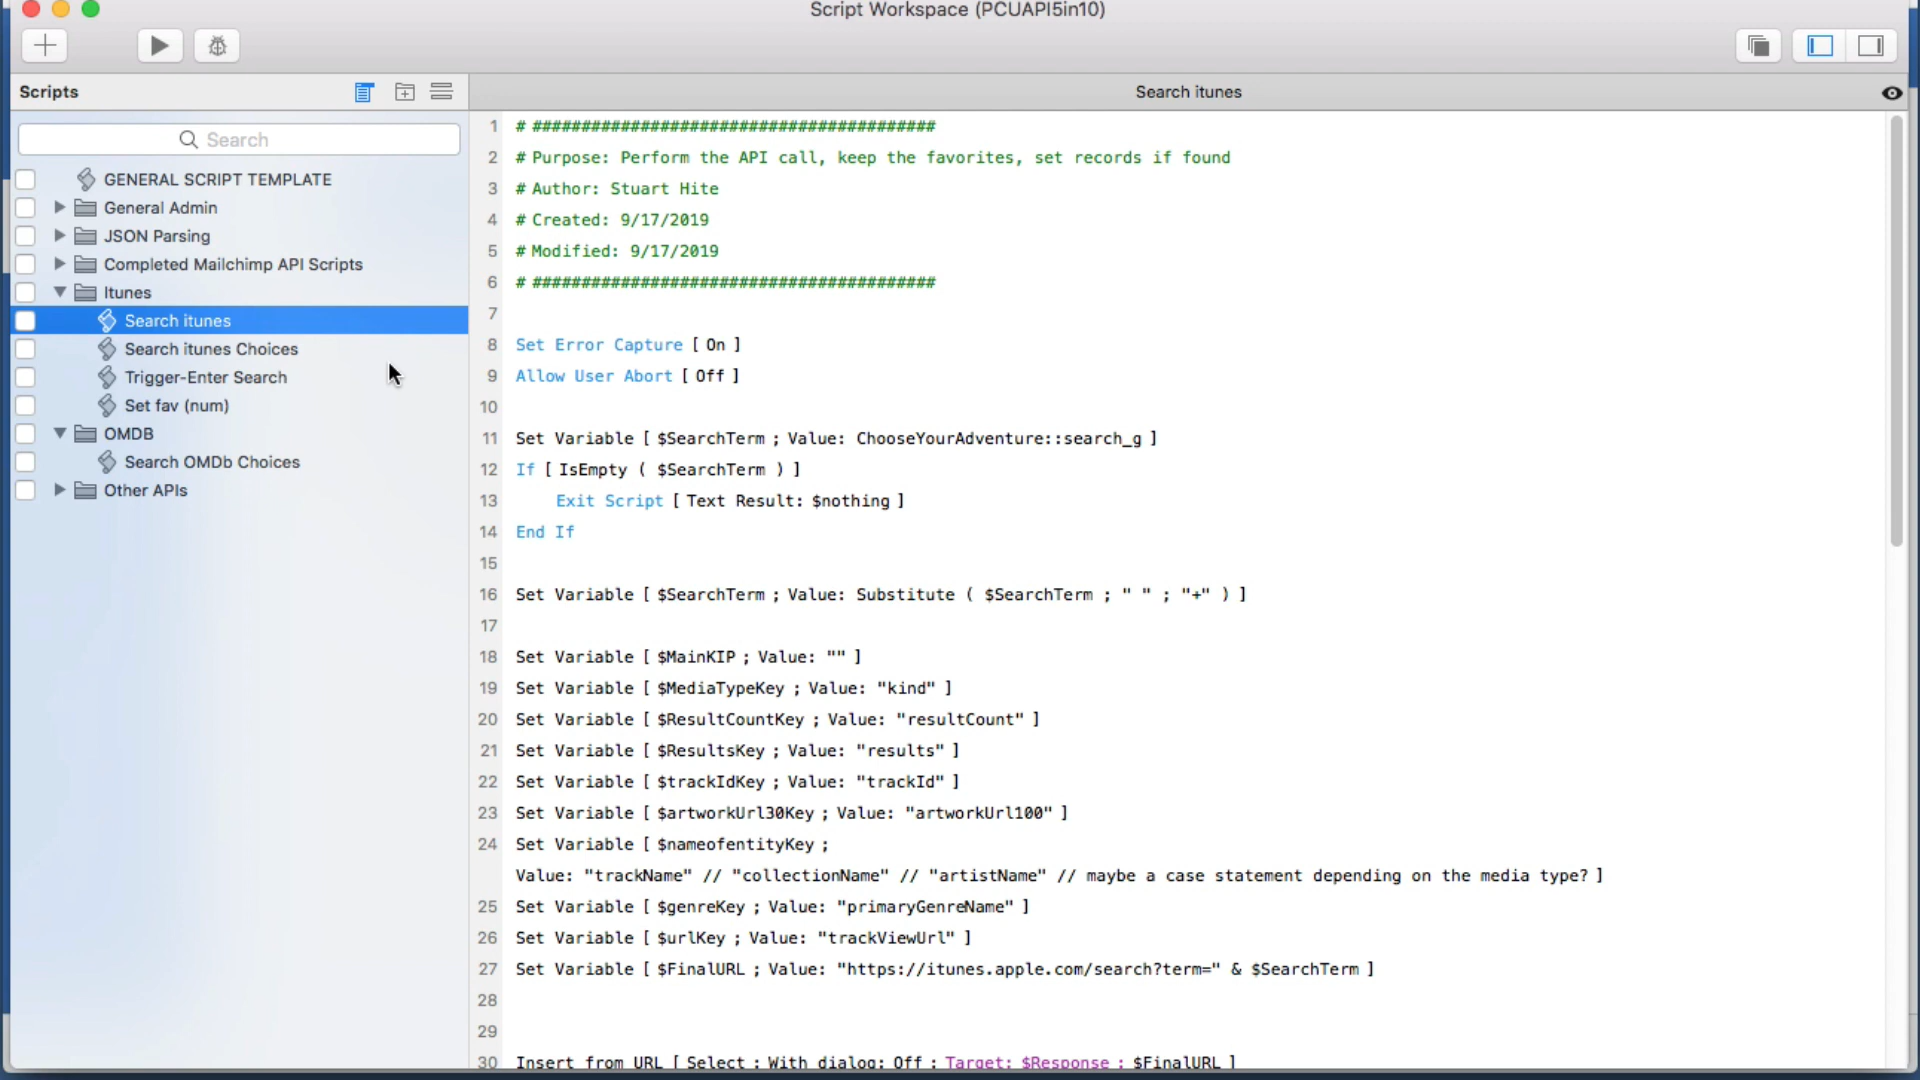 Script Workspace (PCUAPI5in10)
Scripts
Search itunes
Search
GENERAL SCRIPT TEMPLATE
General Admin
JSON Parsing
Completed Mailchimp API Scripts
Itunes
Search itunes
Search itunes Choices
Trigger-Enter Search
Set fav (num)
OMDB
Search OMDb Choices
Other APIs
1 # #########################################
2 # Purpose: Perform the API call, keep the favorites, set records if found
3 # Author: Stuart Hite
4 # Created: 9/17/2019
5 # Modified: 9/17/2019
6 # #########################################
7
8 Set Error Capture [ On ]
9 Allow User Abort [ Off ]
10
11 Set Variable [ $SearchTerm ; Value: ChooseYourAdventure::search_g ]
12 If [ IsEmpty ( $SearchTerm ) ]
13 Exit Script [ Text Result: $nothing ]
14 End If
15
16 Set Variable [ $SearchTerm ; Value: Substitute ( $SearchTerm ; " " ; "+" ) ]
17
18 Set Variable [ $MainKIP ; Value: "" ]
19 Set Variable [ $MediaTypeKey ; Value: "kind" ]
20 Set Variable [ $ResultCountKey ; Value: "resultCount" ]
21 Set Variable [ $ResultsKey ; Value: "results" ]
22 Set Variable [ $trackIdKey ; Value: "trackId" ]
23 Set Variable [ $artworkUrl30Key ; Value: "artworkUrl100" ]
24 Set Variable [ $nameofentityKey ;
Value: "trackName" // "collectionName" // "artistName" // maybe a case statement depending on the media type? ]
25 Set Variable [ $genreKey ; Value: "primaryGenreName" ]
26 Set Variable [ $urlKey ; Value: "trackViewUrl" ]
27 Set Variable [ $FinalURL ; Value: "https://itunes.apple.com/search?term=" & $SearchTerm ]
28
29
30 Insert from URL [ Select ; With dialog: Off ; Target: $Response ; $FinalURL ]